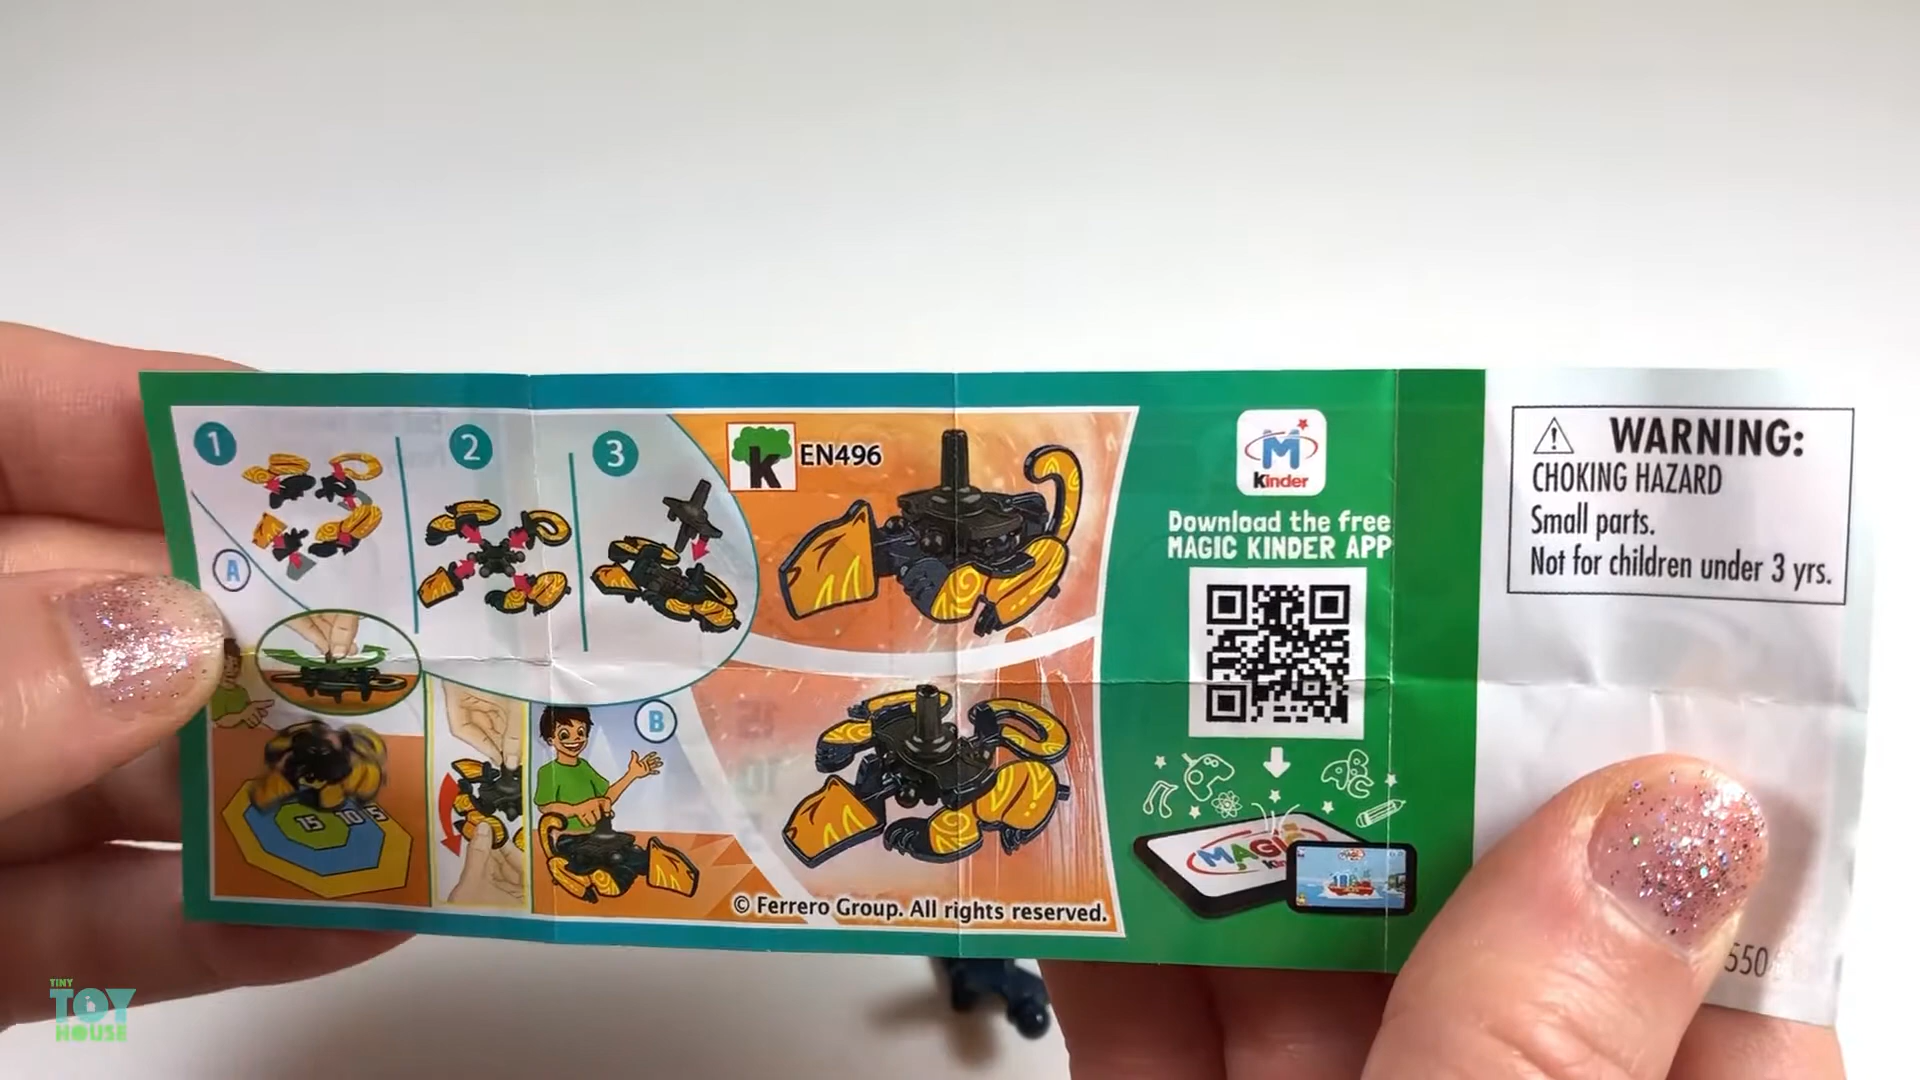 1
2
3
A
B
15 10 5
k
EN496
© Ferrero Group. All rights reserved.
M
Kinder
Download the free
MAGIC KINDER APP
ABC
⚠ WARNING:
CHOKING HAZARD
Small parts.
Not for children under 3 yrs.
550
TINY
TOY
HOUSE